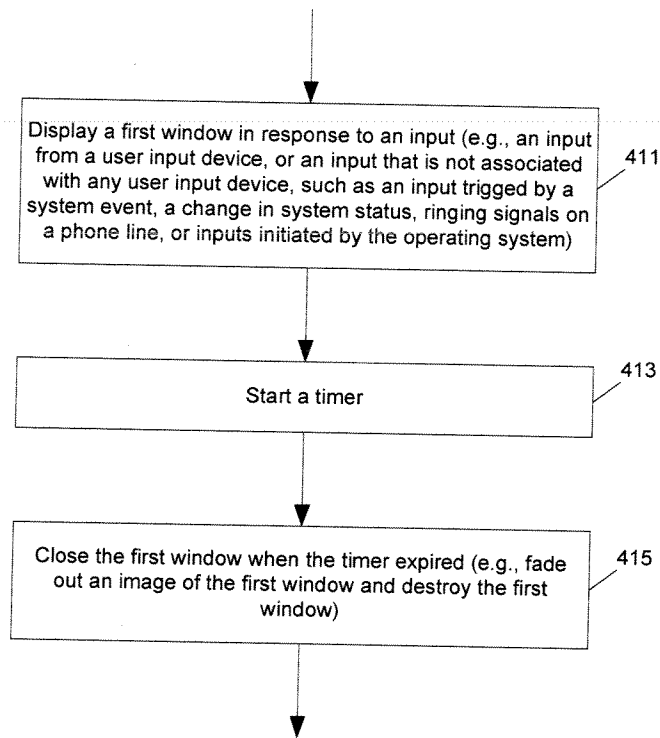 Display a first window in response to an input (e.g., an input
from a user input device, or an input that is not associated
with any user input device, such as an input trigged by a
system event, a change in system status, ringing signals on
a phone line, or inputs initiated by the operating system)
411
Start a timer
413
Close the first window when the timer expired (e.g., fade
out an image of the first window and destroy the first
window)
415